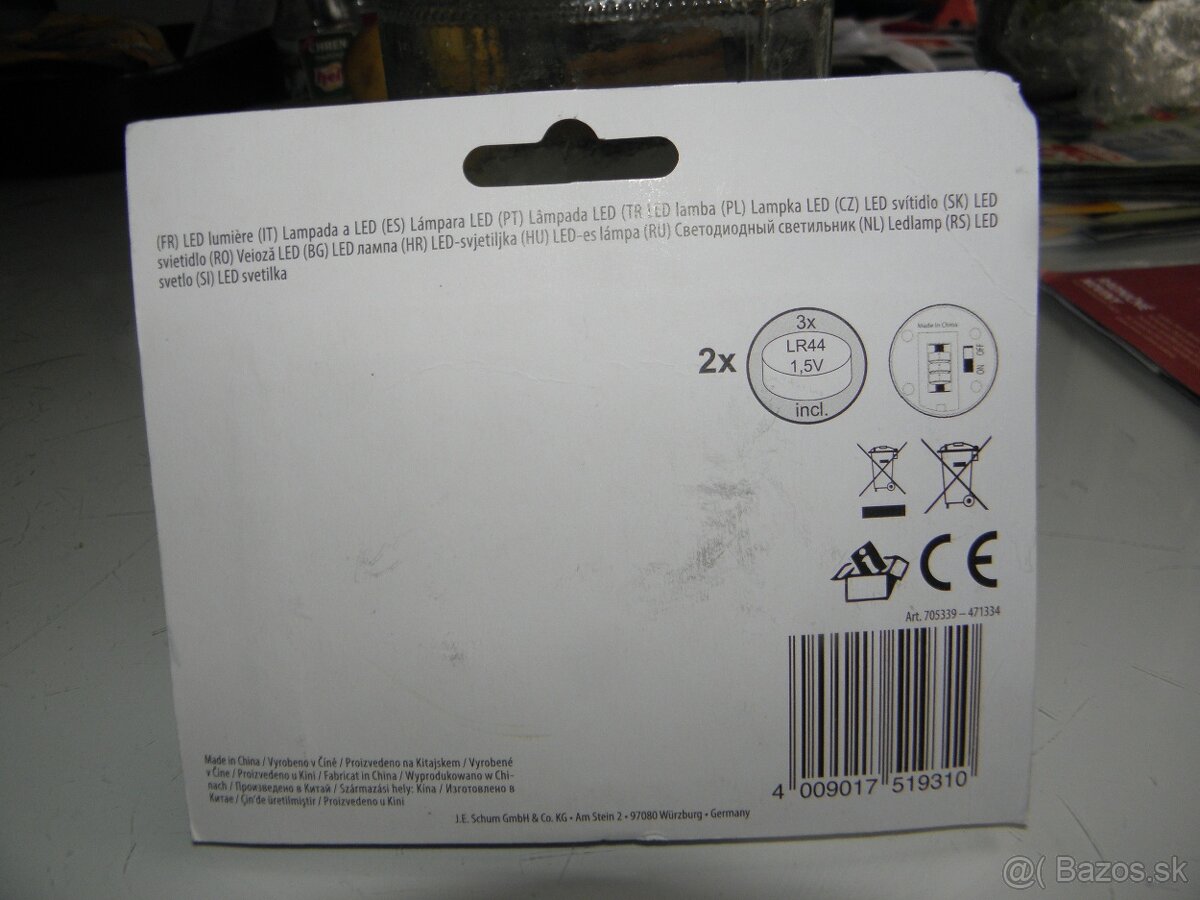 (FR) LED lumière (IT) Lampada a LED (ES) Lámpara LED (PT) Lâmpada LED (TR LED lamba (PL) Lampka LED (CZ) LED svítidlo (SK) LED
svietidlo (RO) Veioză LED (BG) LED лампа (HR) LED-svjetiljka (HU) LED-es lámpa (RU) Светодиодный светильник (NL) Ledlamp (RS) LED
svetlo (SI) LED svetilka
2x
3x
LR44
1,5V
incl.
Made in China
ON OFF
CE
Art. 705339 – 471334
4 009017 519310
Made in China / Vyrobeno v Číně / Proizvedeno na Kitajskem / Vyrobené
v Číne / Proizvedeno u Kini / Fabricat in China / Wyprodukowano w Chi-
nach / Произведено в Китай / Származási hely: Kína / Изготовлено в
Китае / Çin'de üretilmiştir / Proizvedeno u Kini
J.E. Schum GmbH & Co. KG • Am Stein 2 • 97080 Würzburg • Germany
@( Bazos.sk